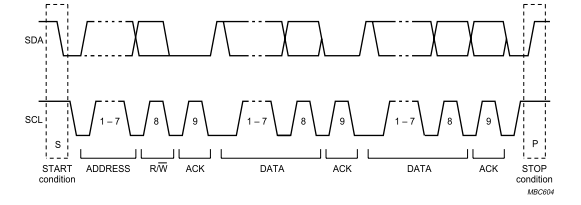 SDA
SCL
1 – 7 8 9 1 – 7 8 9 1 – 7 8 9
S P
START condition ADDRESS R/W̅ ACK DATA ACK DATA ACK STOP condition
MBC604